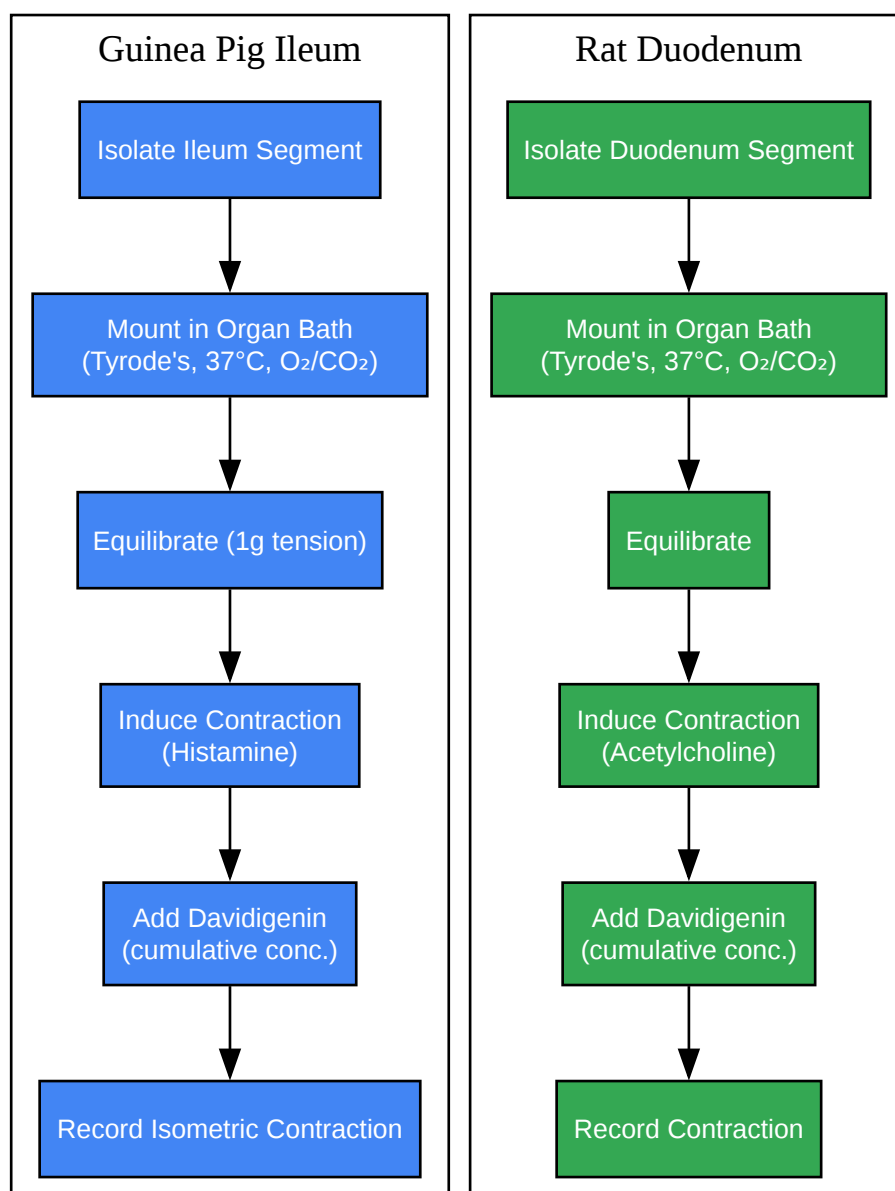 Guinea Pig Ileum
Isolate Ileum Segment
Mount in Organ Bath
(Tyrode's, 37°C, O₂/CO₂)
Equilibrate (1g tension)
Induce Contraction
(Histamine)
Add Davidigenin
(cumulative conc.)
Record Isometric Contraction
Rat Duodenum
Isolate Duodenum Segment
Mount in Organ Bath
(Tyrode's, 37°C, O₂/CO₂)
Equilibrate
Induce Contraction
(Acetylcholine)
Add Davidigenin
(cumulative conc.)
Record Contraction